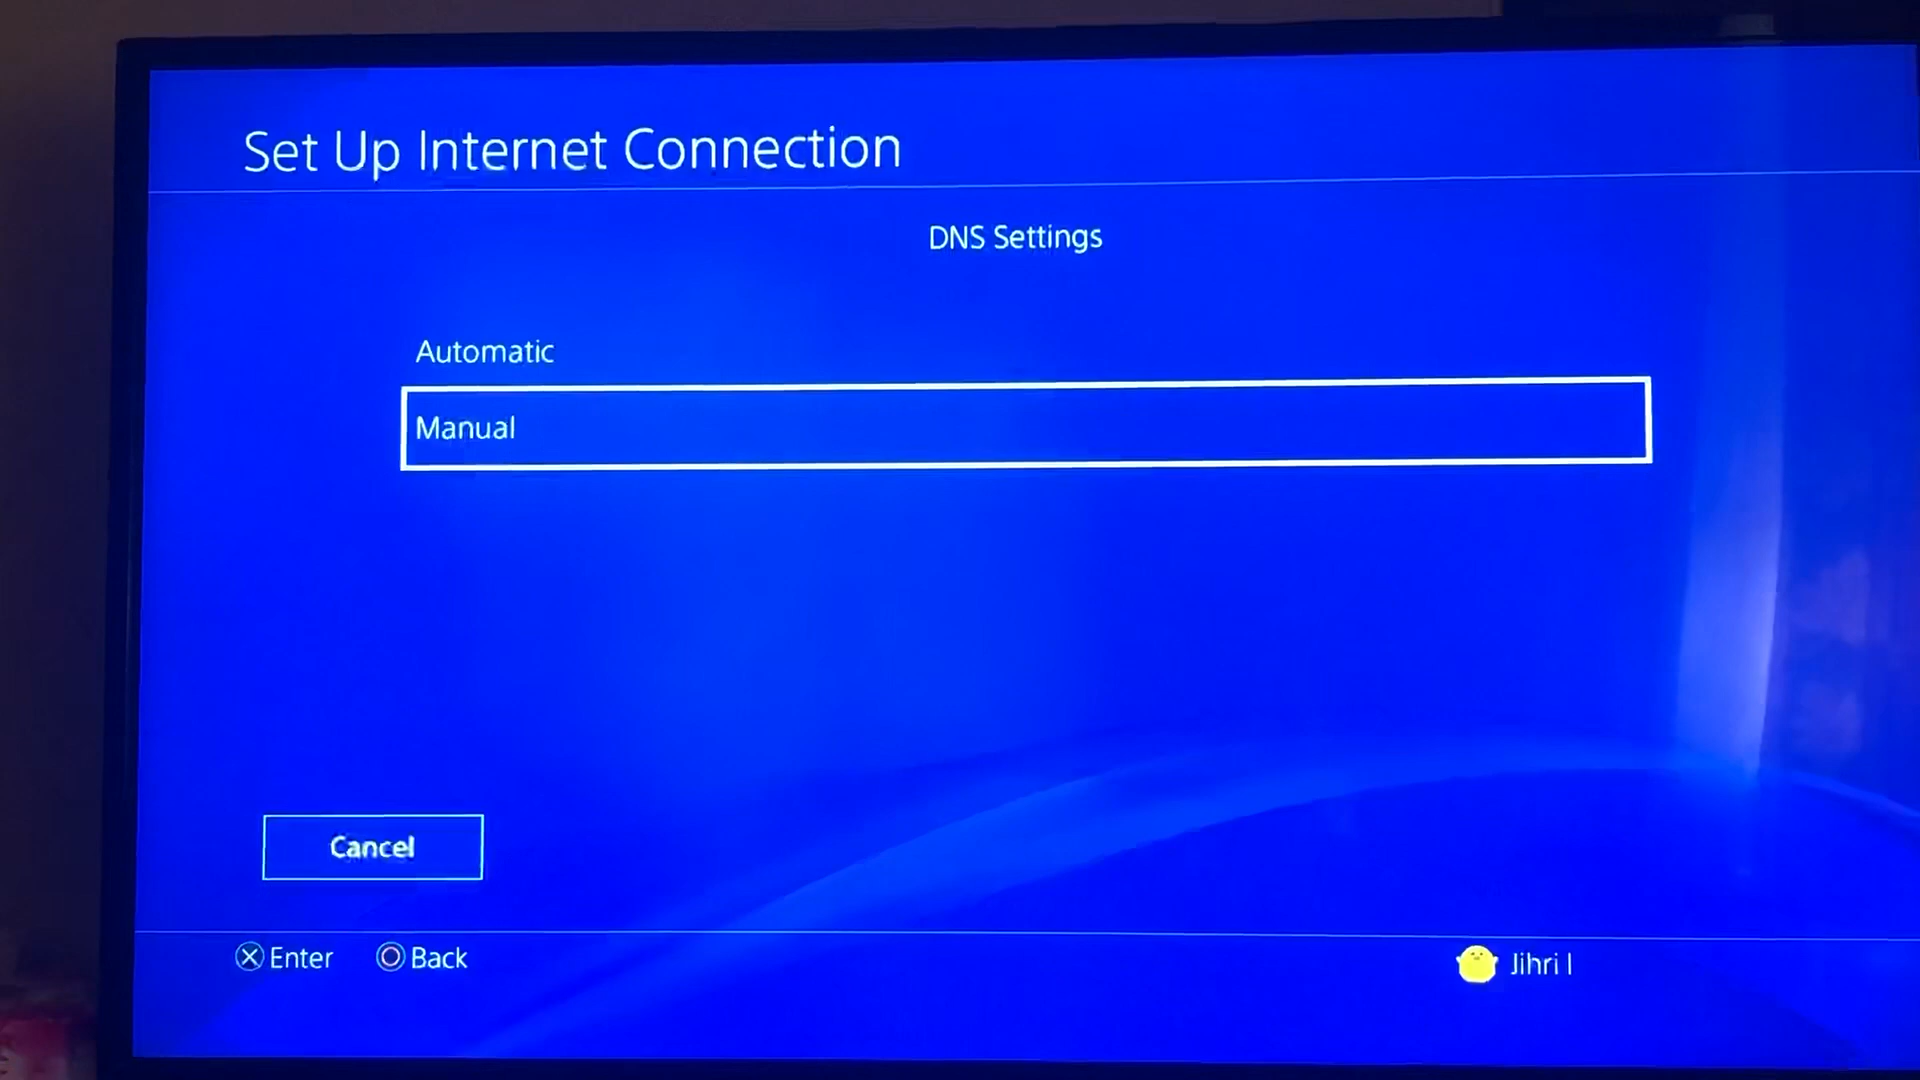 Set Up Internet Connection
DNS Settings
Automatic
Manual
Cancel
Enter Back
Jihri I